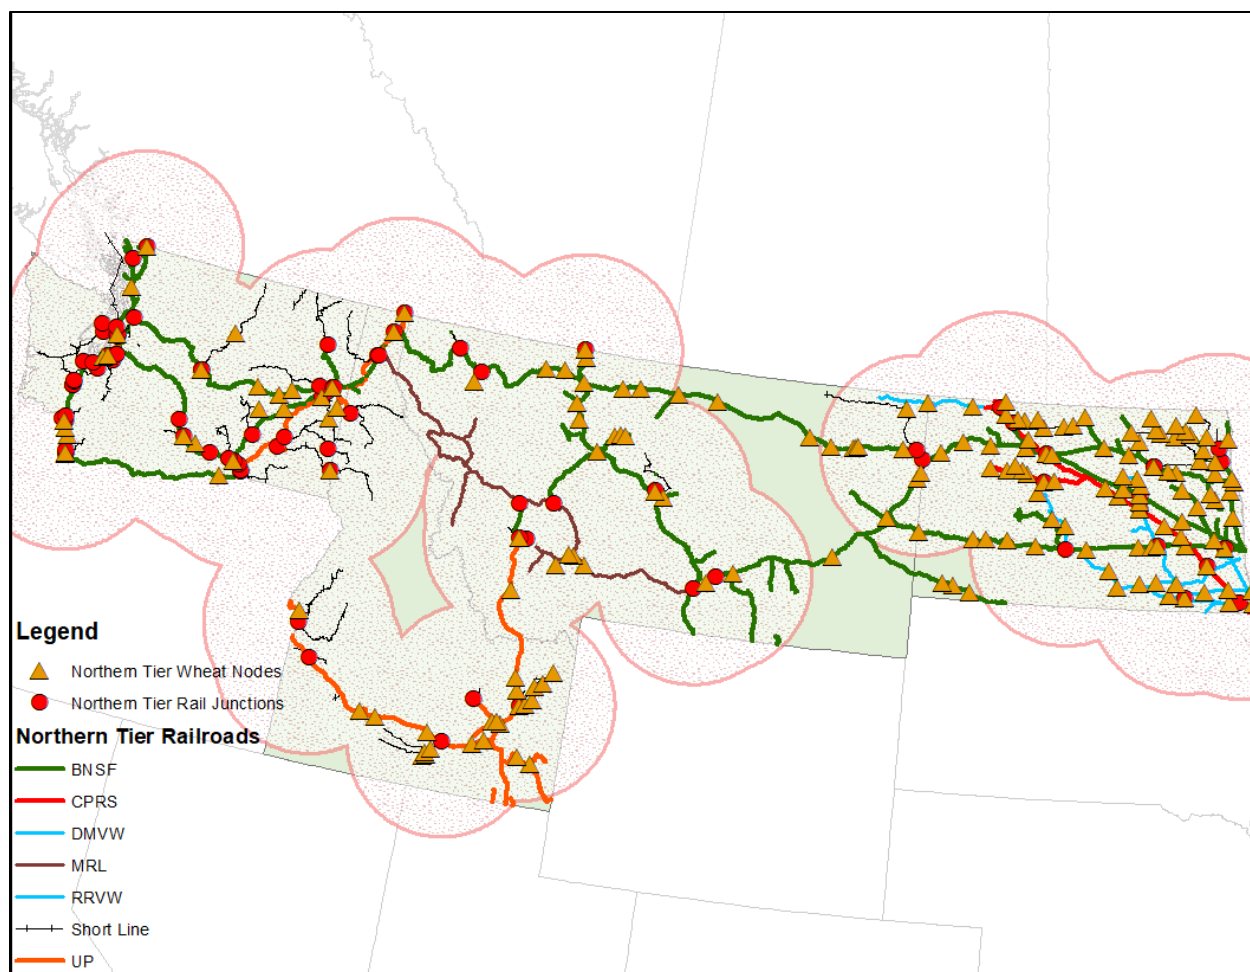 Legend
Northern Tier Wheat Nodes
Northern Tier Rail Junctions
Northern Tier Railroads
BNSF
CPRS
DMVW
MRL
RRVW
Short Line
UP